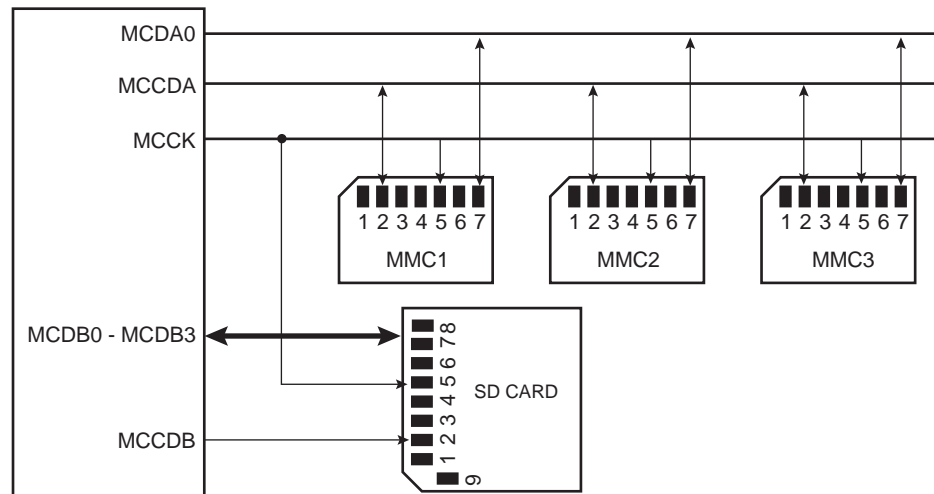 MCDA0
MCCDA
MCCK
1 2 3 4 5 6 7
MMC1
1 2 3 4 5 6 7
MMC2
1 2 3 4 5 6 7
MMC3
MCDB0 - MCDB3
1 2 3 4 5 6 7 8
9
SD CARD
MCCDB